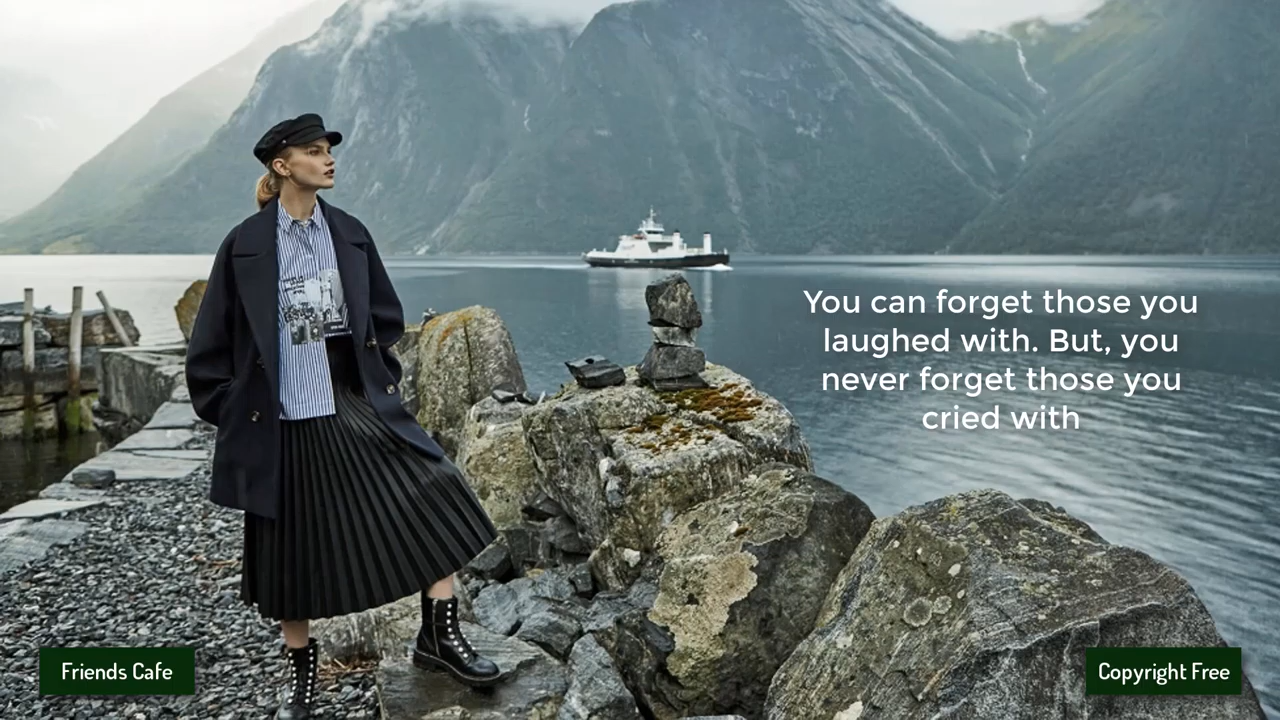 You can forget those you
laughed with. But, you
never forget those you
cried with
Friends Cafe
Copyright Free